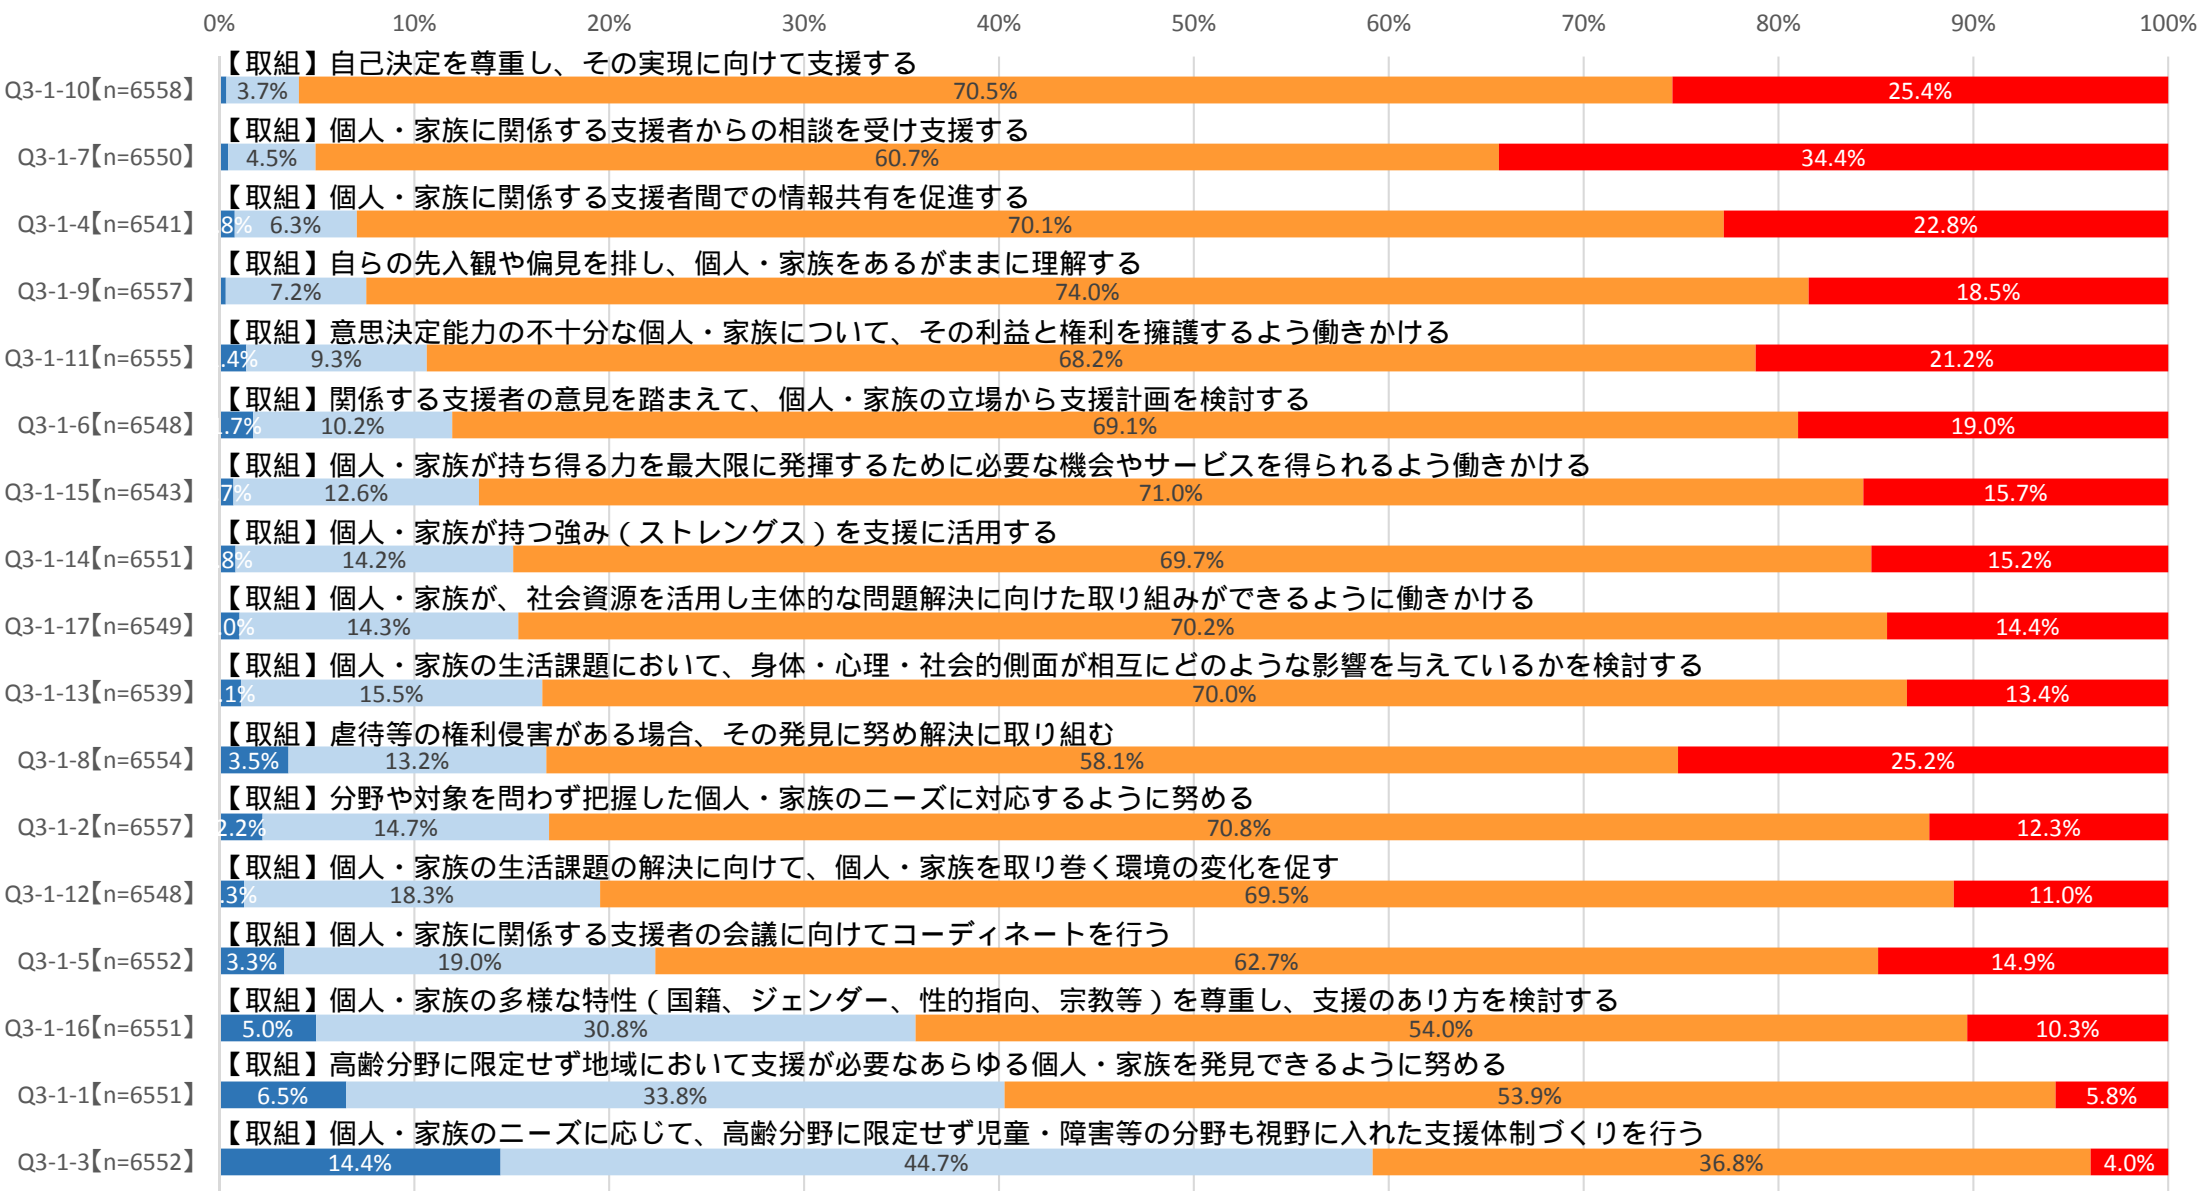 0% 10% 20% 30% 40% 50% 60% 70% 80% 90% 100%
【取組】自己決定を尊重し、その実現に向けて支援する
Q3-1-10【n=6558】 3.7% 70.5% 25.4%
【取組】個人・家族に関係する支援者からの相談を受け支援する
Q3-1-7【n=6550】 4.5% 60.7% 34.4%
【取組】個人・家族に関係する支援者間での情報共有を促進する
Q3-1-4【n=6541】 8% 6.3% 70.1% 22.8%
【取組】自らの先入観や偏見を排し、個人・家族をあるがままに理解する
Q3-1-9【n=6557】 7.2% 74.0% 18.5%
【取組】意思決定能力の不十分な個人・家族について、その利益と権利を擁護するよう働きかける
Q3-1-11【n=6555】 .4% 9.3% 68.2% 21.2%
【取組】関係する支援者の意見を踏まえて、個人・家族の立場から支援計画を検討する
Q3-1-6【n=6548】 .7% 10.2% 69.1% 19.0%
【取組】個人・家族が持ち得る力を最大限に発揮するために必要な機会やサービスを得られるよう働きかける
Q3-1-15【n=6543】 7% 12.6% 71.0% 15.7%
【取組】個人・家族が持つ強み（ストレングス）を支援に活用する
Q3-1-14【n=6551】 8% 14.2% 69.7% 15.2%
【取組】個人・家族が、社会資源を活用し主体的な問題解決に向けた取り組みができるように働きかける
Q3-1-17【n=6549】 .0% 14.3% 70.2% 14.4%
【取組】個人・家族の生活課題において、身体・心理・社会的側面が相互にどのような影響を与えているかを検討する
Q3-1-13【n=6539】 .1% 15.5% 70.0% 13.4%
【取組】虐待等の権利侵害がある場合、その発見に努め解決に取り組む
Q3-1-8【n=6554】 3.5% 13.2% 58.1% 25.2%
【取組】分野や対象を問わず把握した個人・家族のニーズに対応するように努める
Q3-1-2【n=6557】 2.2% 14.7% 70.8% 12.3%
【取組】個人・家族の生活課題の解決に向けて、個人・家族を取り巻く環境の変化を促す
Q3-1-12【n=6548】 .3% 18.3% 69.5% 11.0%
【取組】個人・家族に関係する支援者の会議に向けてコーディネートを行う
Q3-1-5【n=6552】 3.3% 19.0% 62.7% 14.9%
【取組】個人・家族の多様な特性（国籍、ジェンダー、性的指向、宗教等）を尊重し、支援のあり方を検討する
Q3-1-16【n=6551】 5.0% 30.8% 54.0% 10.3%
【取組】高齢分野に限定せず地域において支援が必要なあらゆる個人・家族を発見できるように努める
Q3-1-1【n=6551】 6.5% 33.8% 53.9% 5.8%
【取組】個人・家族のニーズに応じて、高齢分野に限定せず児童・障害等の分野も視野に入れた支援体制づくりを行う
Q3-1-3【n=6552】 14.4% 44.7% 36.8% 4.0%